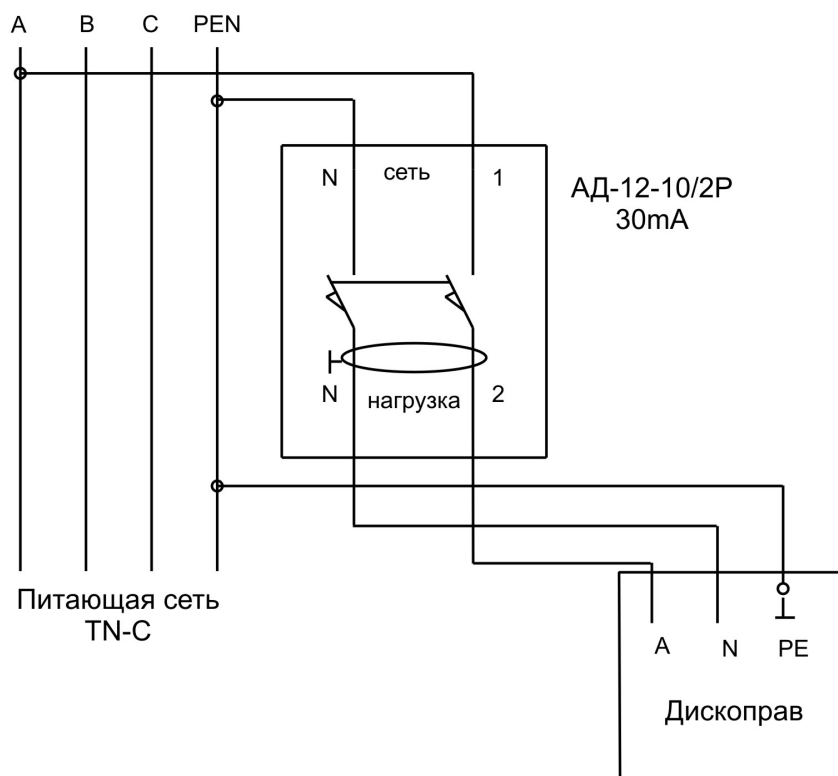 A B C PEN
N сеть 1
АД-12-10/2Р
30mA
N нагрузка 2
Питающая сеть
TN-C
A N PE
Дископрав